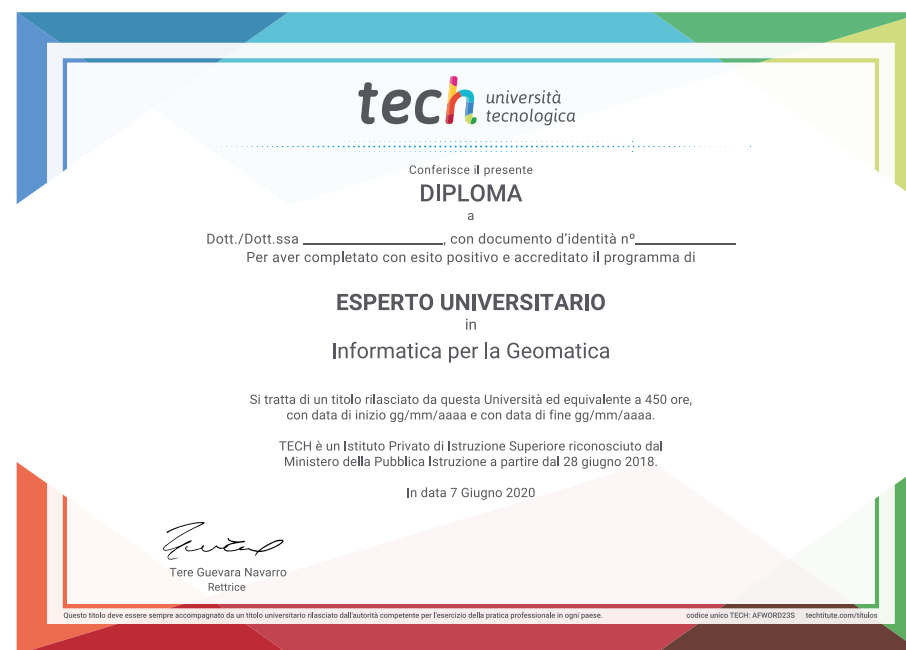 tech università
tecnologica
Conferisce il presente
DIPLOMA
a
Dott./Dott.ssa ____________________, con documento d'identità nº______________
Per aver completato con esito positivo e accreditato il programma di
ESPERTO UNIVERSITARIO
in
Informatica per la Geomatica
Si tratta di un titolo rilasciato da questa Università ed equivalente a 450 ore,
con data di inizio gg/mm/aaaa e con data di fine gg/mm/aaaa.
TECH è un Istituto Privato di Istruzione Superiore riconosciuto dal
Ministero della Pubblica Istruzione a partire dal 28 giugno 2018.
In data 7 Giugno 2020
Tere Guevara Navarro
Rettrice
Questo titolo deve essere sempre accompagnato da un titolo universitario rilasciato dall'autorità competente per l'esercizio della pratica professionale in ogni paese.
codice unico TECH: AFWORD23S techtitute.com/titulos